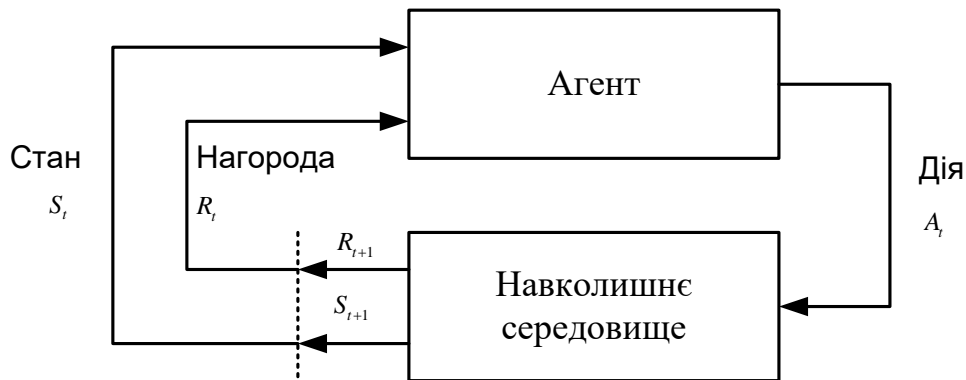 Агент
Стан
Нагорода
Дія
S_t
R_t
A_t
R_{t+1}
S_{t+1}
Навколишнє
середовище